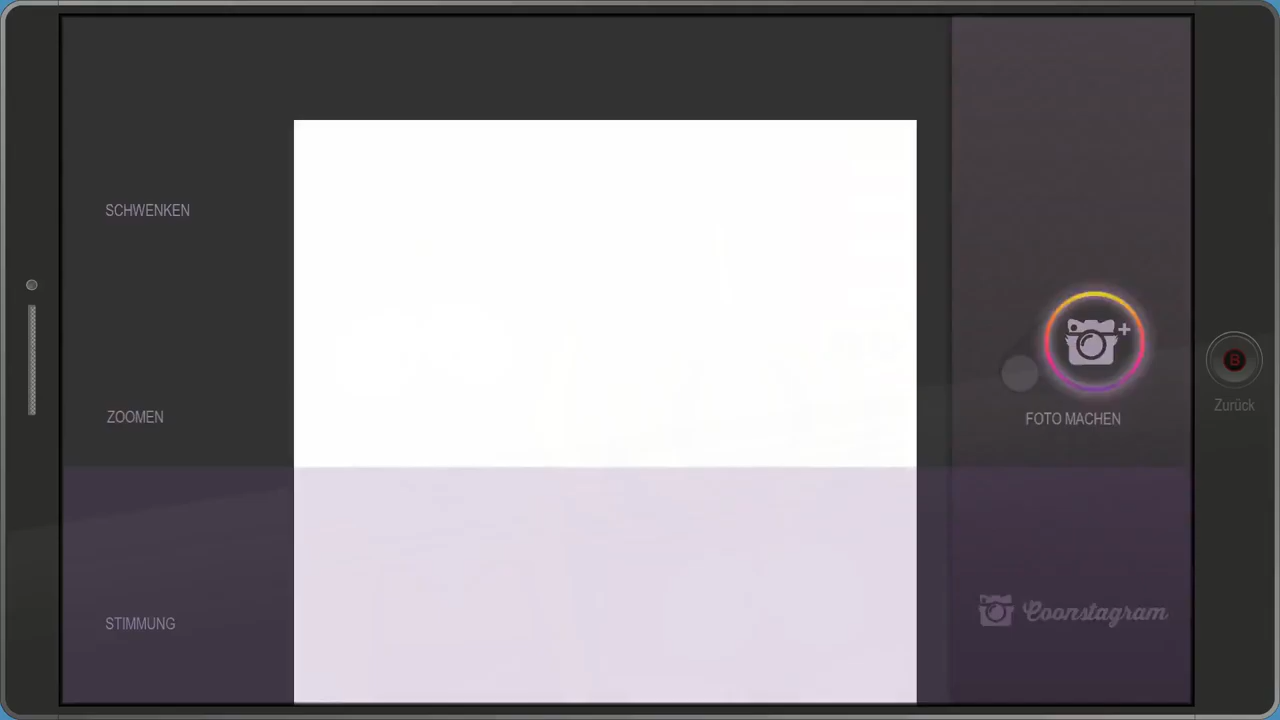 SCHWENKEN
ZOOMEN
FOTO MACHEN
B
Zurück
STIMMUNG
Coonstagram